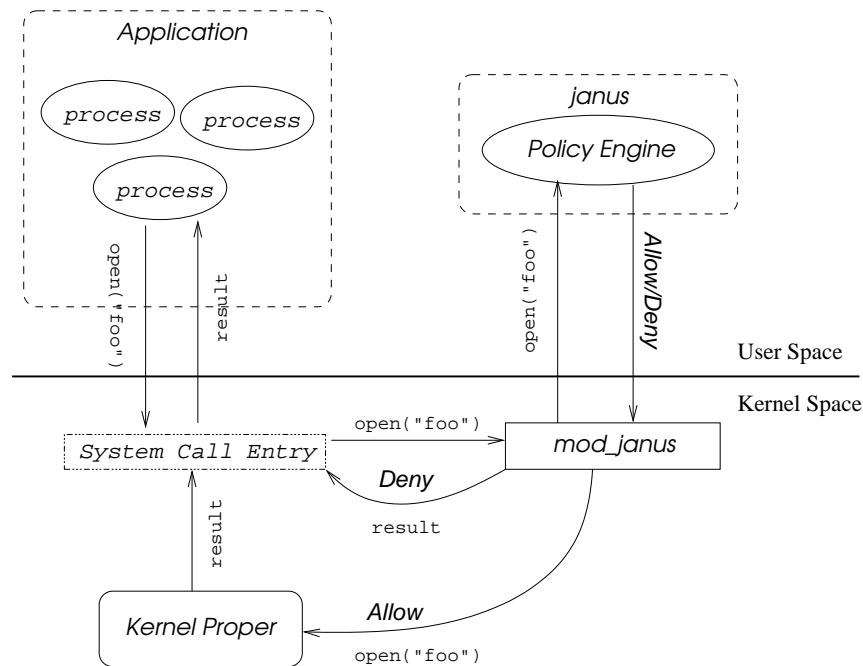 Application
process
process
process
janus
Policy Engine
open("foo")
result
open("foo")
Allow/Deny
User Space
Kernel Space
System Call Entry
open("foo")
mod_janus
Deny
result
result
Kernel Proper
Allow
open("foo")